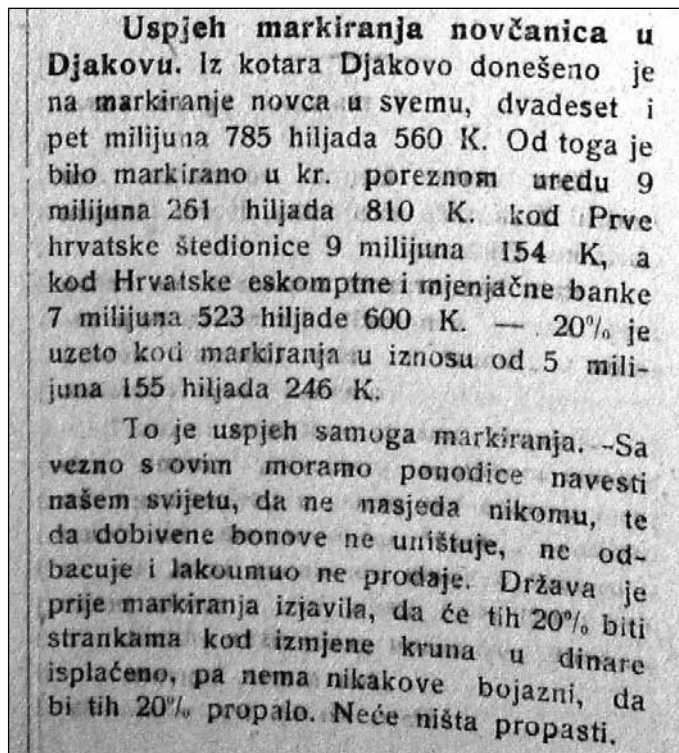 Uspjeh markiranja novčanica u
Djakovu. Iz kotara Djakovo donešeno je
na markiranje novca u svemu, dvadeset i
pet milijuna 785 hiljada 560 K. Od toga je
bilo markirano u kr. poreznom uredu 9
milijuna 261 hiljada 810 K. kod Prve
hrvatske štedionice 9 milijuna 154 K, a
kod Hrvatske eskomptne i mjenjačne banke
7 milijuna 523 hiljade 600 K. — 20% je
uzeto kod markiranja u iznosu od 5 mili-
juna 155 hiljada 246 K.
To je uspjeh samoga markiranja. -Sa
vezno s ovim moramo ponodice navesti
našem svijetu, da ne nasjeda nikomu, te
da dobivene bonove ne uništuje, ne od-
bacuje i lakoumuo ne prodaje. Država je
prije markiranja izjavila, da će tih 20% biti
strankama kod izmjene kruna u dinare
isplaćeno, pa nema nikakove bojazni, da
bi tih 20% propalo. Neće ništa propasti.